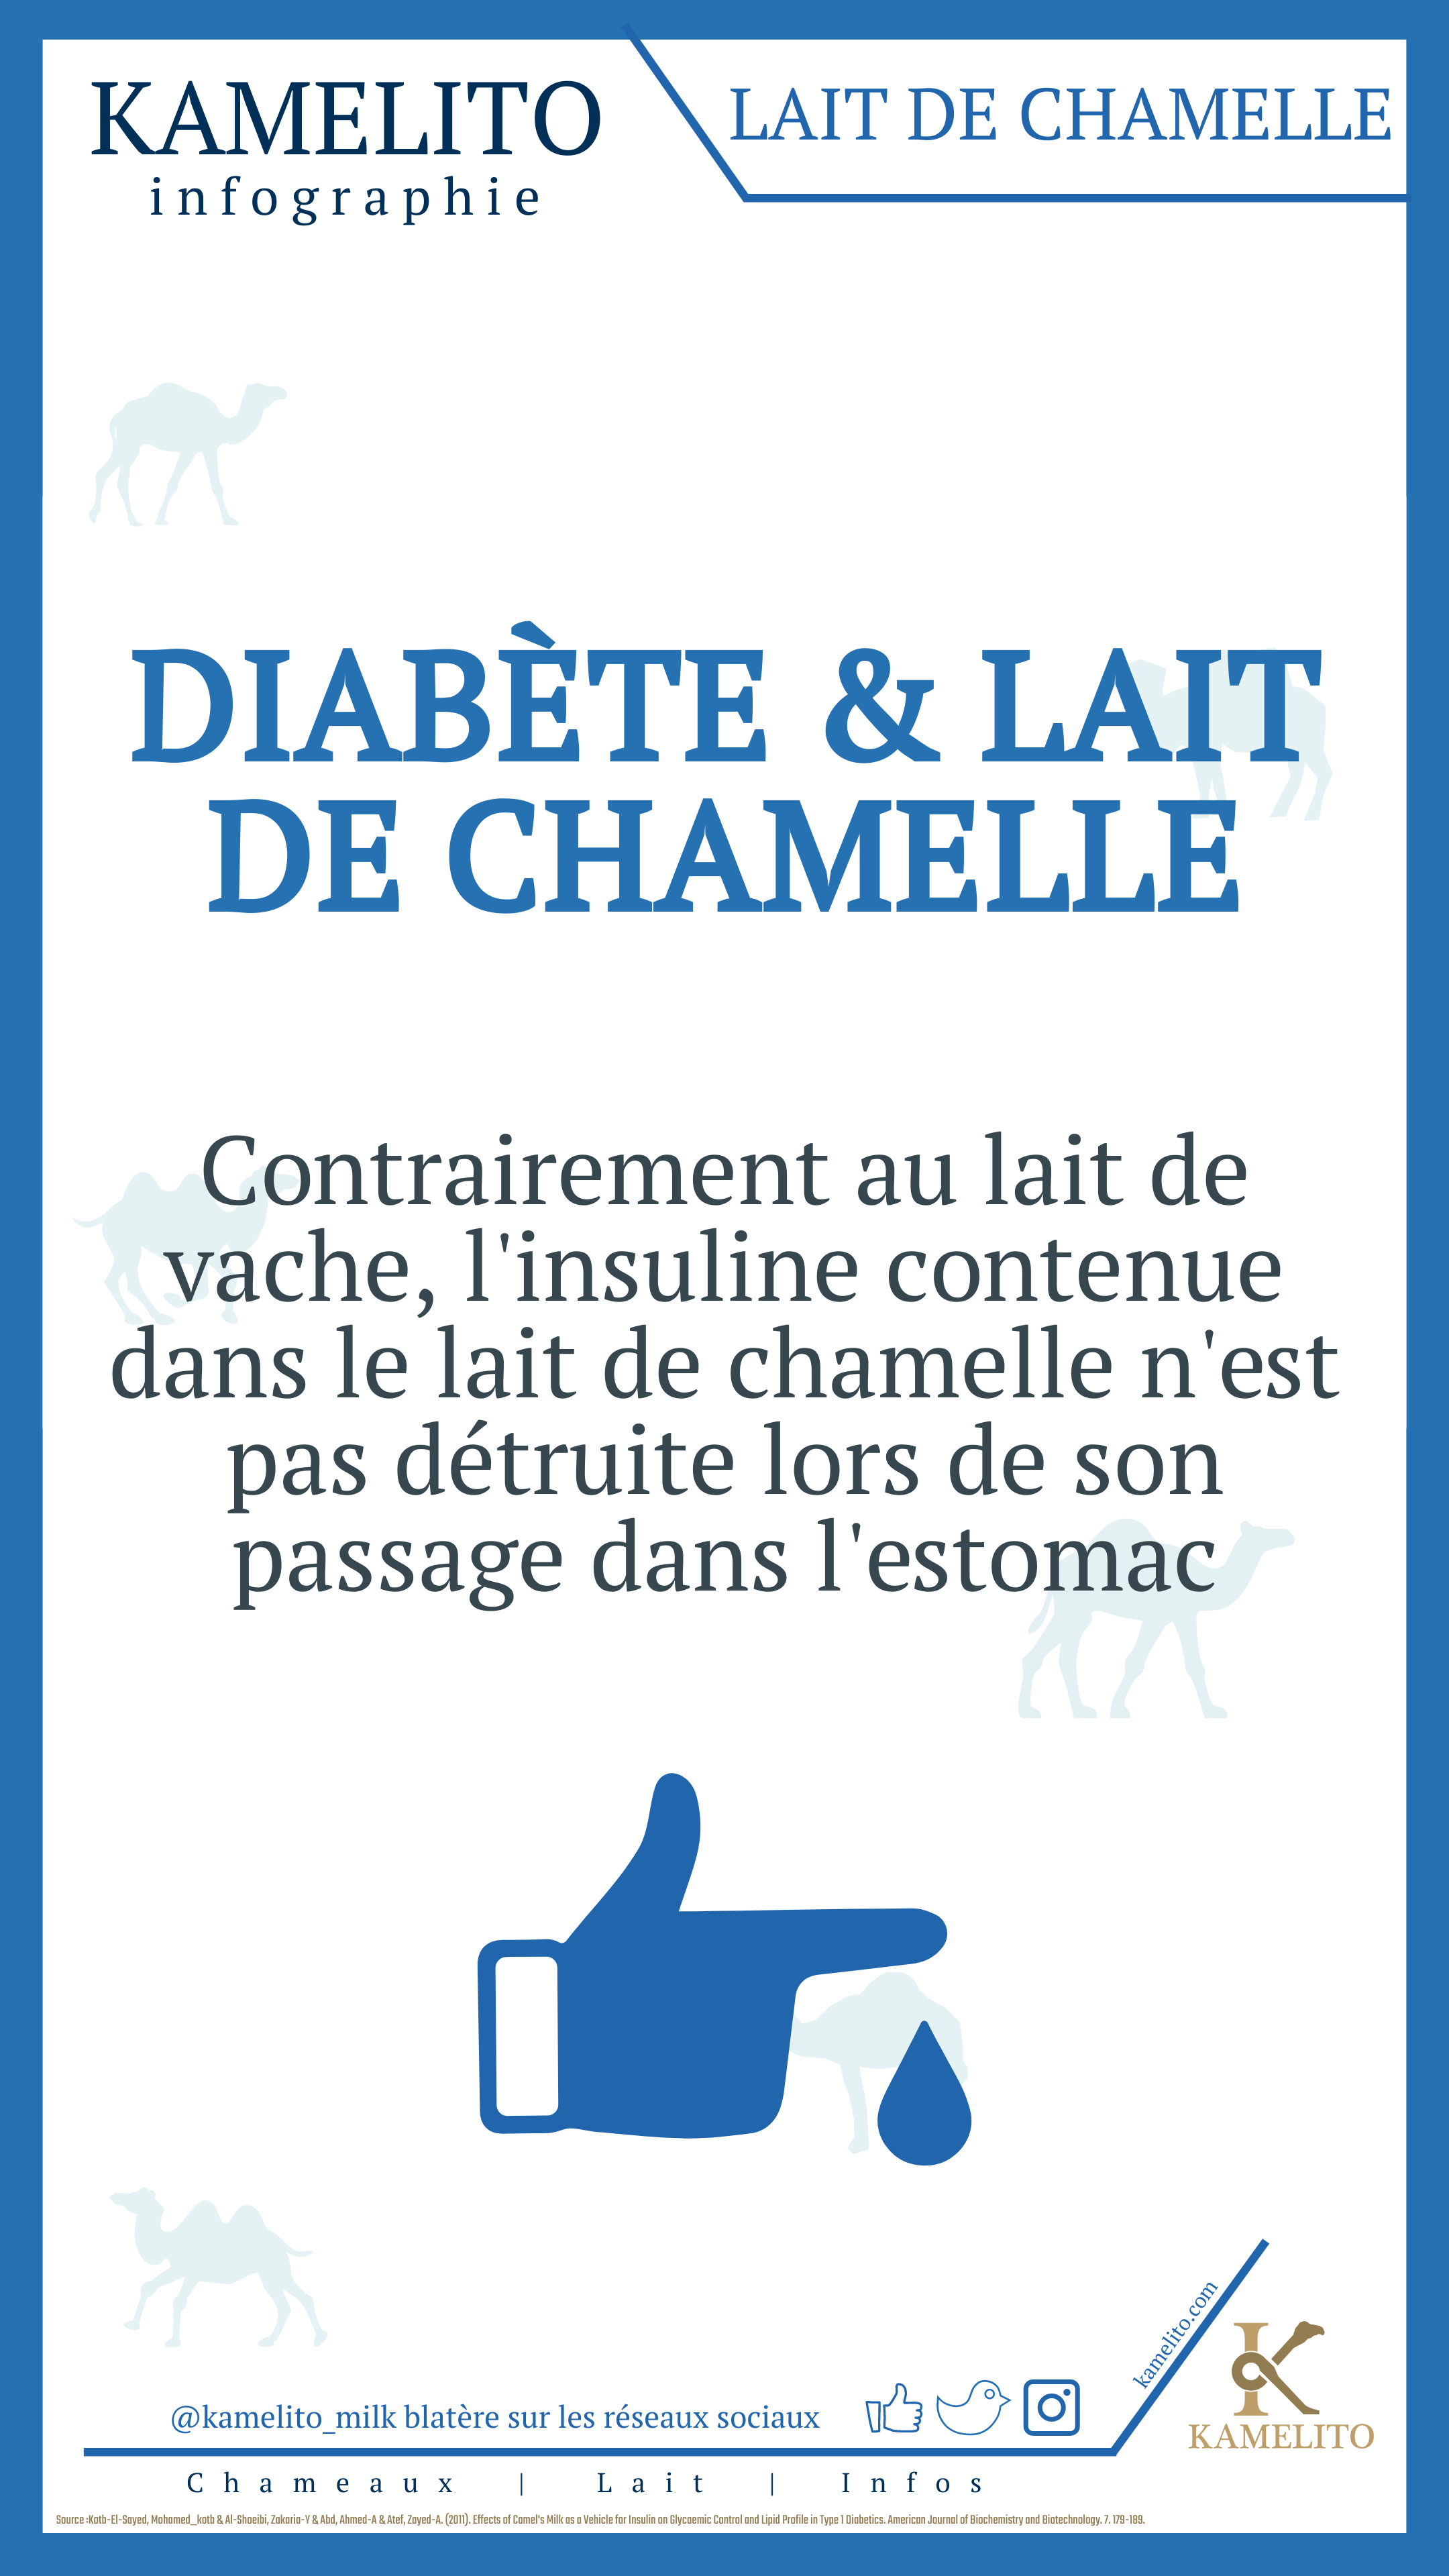 KAMELITO
infographie
LAIT DE CHAMELLE
DIABÈTE & LAIT
DE CHAMELLE
Contrairement au lait de
vache, l'insuline contenue
dans le lait de chamelle n'est
pas détruite lors de son
passage dans l'estomac
kamelito.com
@kamelito_milk blatère sur les réseaux sociaux
KAMELITO
Chameaux | Lait | Infos
Source :Katb-El-Sayed, Mohamed_katb & Al-Shoeibi, Zakaria-Y & Abd, Ahmed-A & Atef, Zayed-A. (2011). Effects of Camel's Milk as a Vehicle for Insulin on Glycaemic Control and Lipid Profile in Type 1 Diabetics. American Journal of Biochemistry and Biotechnology. 7. 179-189.